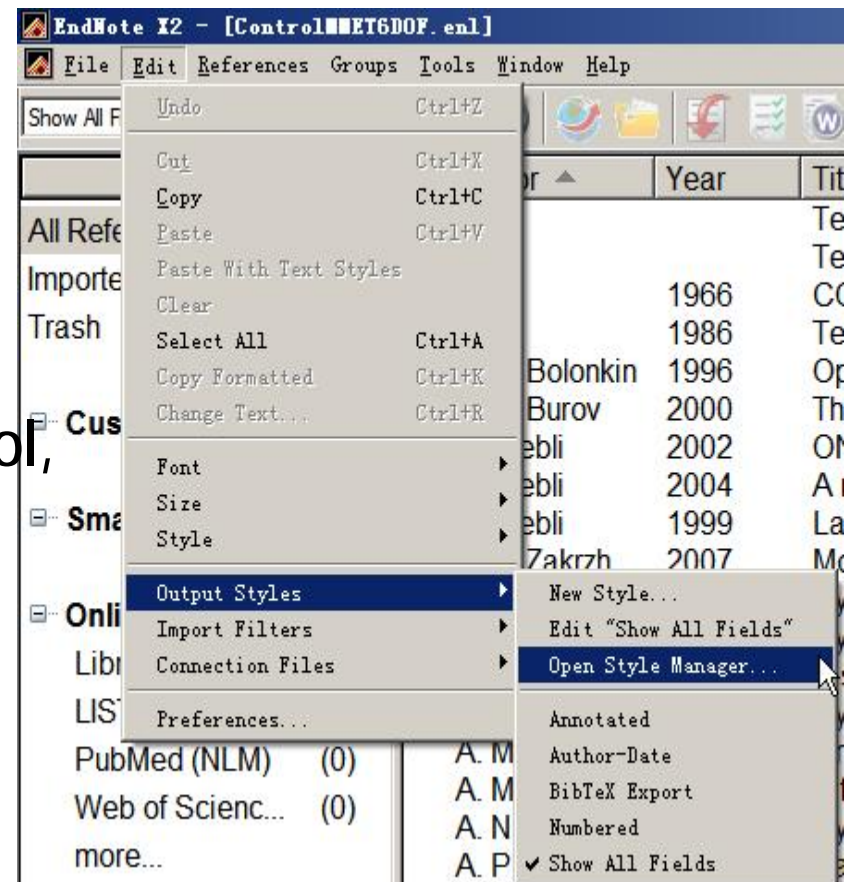 EndNote X2 - [Control■■ET6DOF.enl]
File Edit References Groups Tools Window Help
Show All F
Undo Ctrl+Z
Cut Ctrl+X
Copy Ctrl+C
Paste Ctrl+V
Paste With Text Styles
Clear
Select All Ctrl+A
Copy Formatted Ctrl+K
Change Text... Ctrl+R
Font
Size
Style
Output Styles
Import Filters
Connection Files
Preferences...
New Style...
Edit "Show All Fields"
Open Style Manager...
Annotated
Author-Date
BibTeX Export
Numbered
Show All Fields
All Refe
Importe
Trash
Cus
ol,
Sma
Onli
Libr
LIS
PubMed (NLM) (0)
Web of Scienc... (0)
more...
or Year Tit
Te
Te
1966 CO
1986 Te
Bolonkin 1996 Op
Burov 2000 Th
ebli 2002 ON
ebli 2004 A
ebli 1999 La
Zakrzh 2007 Mo
A. M
A. M
A. N
A. P